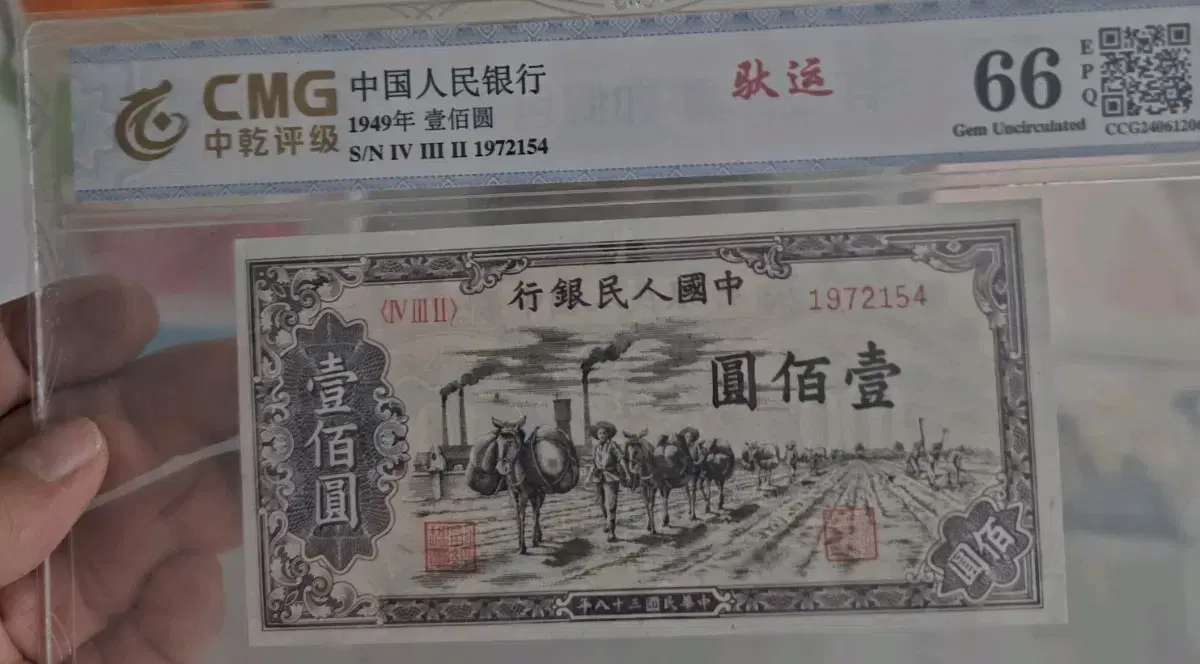 CMG
中乾评级
中国人民银行
1949年 壹佰圆
S/N IV III II 1972154
驮运
66
EPQ
Gem Uncirculated
行銀民人國中
〈IV III II〉
1972154
圓佰壹
壹佰圓
佰圓
年八十三國民華中